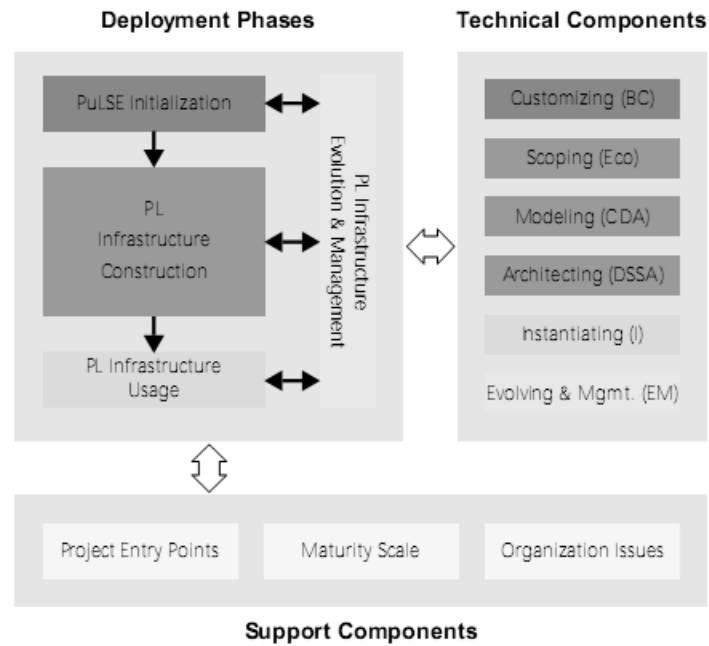 Deployment Phases
Technical Components
PuLSE Initialization
PL
Infrastructure
Construction
PL Infrastructure
Usage
PL Infrastructure
Evolution & Management
Customizing (BC)
Scoping (Eco)
Modeling (CDA)
Architecting (DSSA)
Instantiating (I)
Evolving & Mgmt. (EM)
Project Entry Points
Maturity Scale
Organization Issues
Support Components